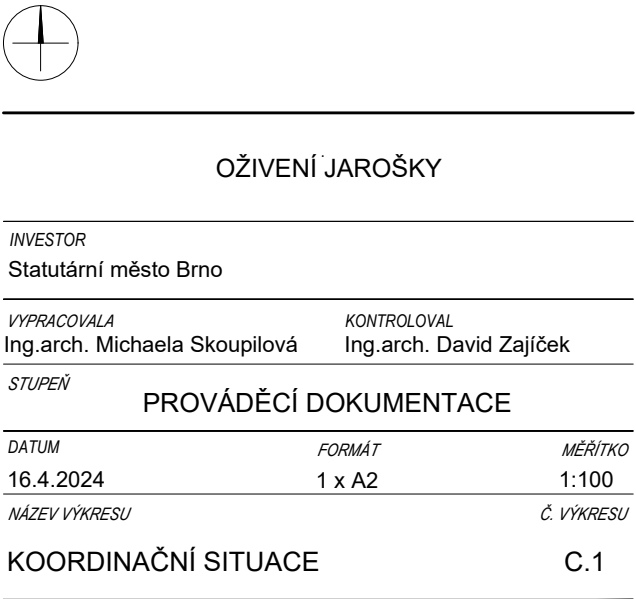 OŽIVENÍ JAROŠKY
INVESTOR
Statutární město Brno
VYPRACOVALA KONTROLOVAL
Ing.arch. Michaela Skoupilová Ing.arch. David Zajíček
STUPEŇ
PROVÁDĚCÍ DOKUMENTACE
DATUM FORMÁT MĚŘÍTKO
16.4.2024 1 x A2 1:100
NÁZEV VÝKRESU Č. VÝKRESU
KOORDINAČNÍ SITUACE C.1